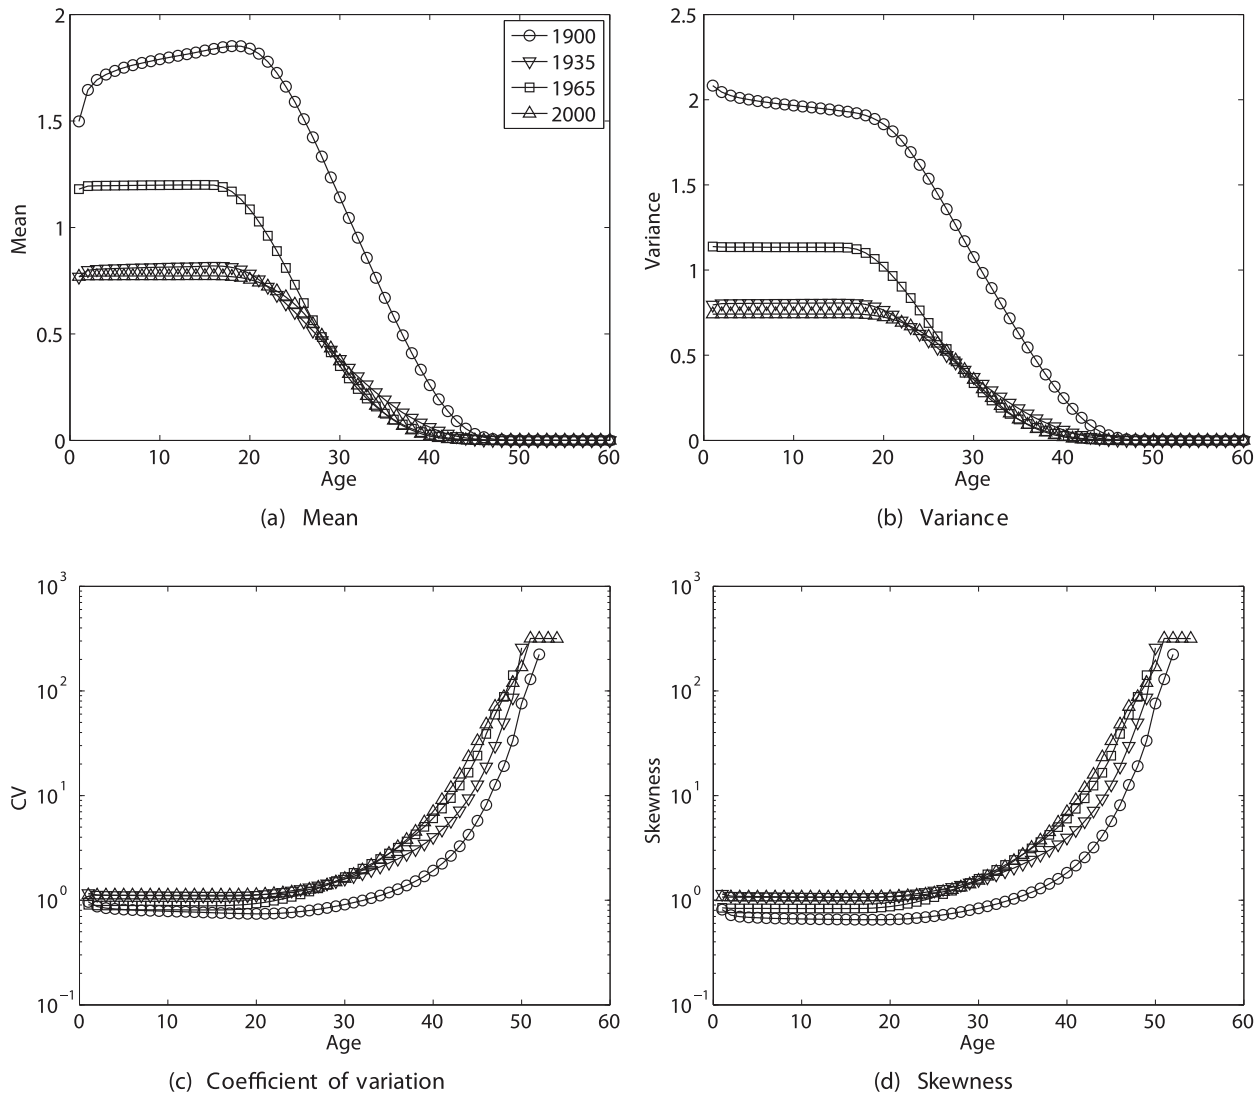 2
1.5
1
0.5
0
Mean
0 10 20 30 40 50 60
Age
1900
1935
1965
2000
(a) Mean
2.5
2
1.5
1
0.5
0
Variance
0 10 20 30 40 50 60
Age
(b) Variance
10^3
10^2
10^1
10^0
10^−1
CV
0 10 20 30 40 50 60
Age
(c) Coefficient of variation
10^3
10^2
10^1
10^0
10^−1
Skewness
0 10 20 30 40 50 60
Age
(d) Skewness